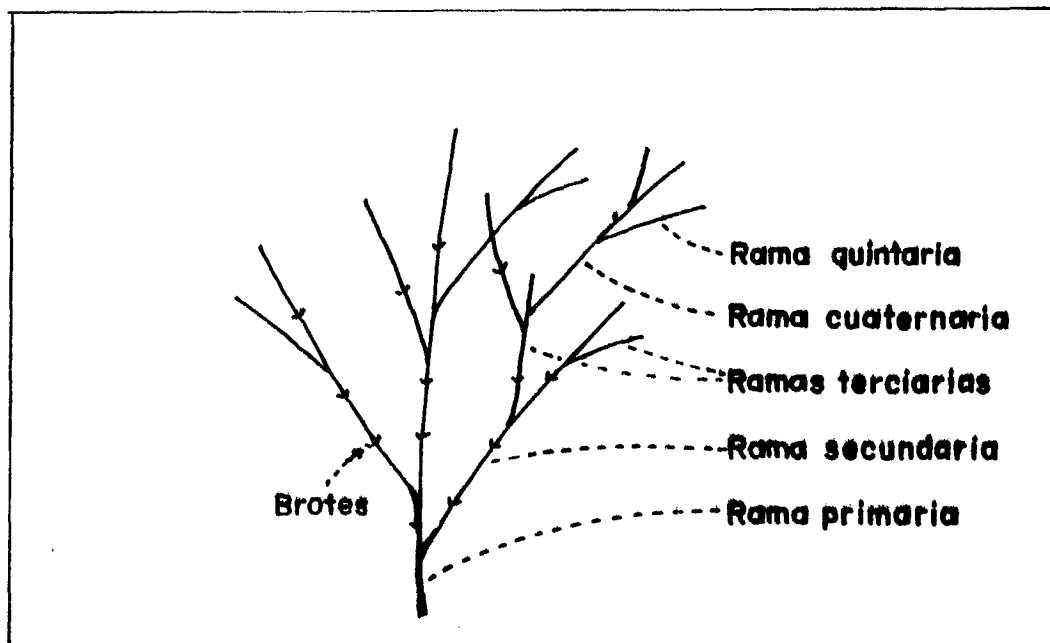 Rama quintaria
Rama cuaternaria
Ramas terciarias
Rama secundaria
Brotes
Rama primaria